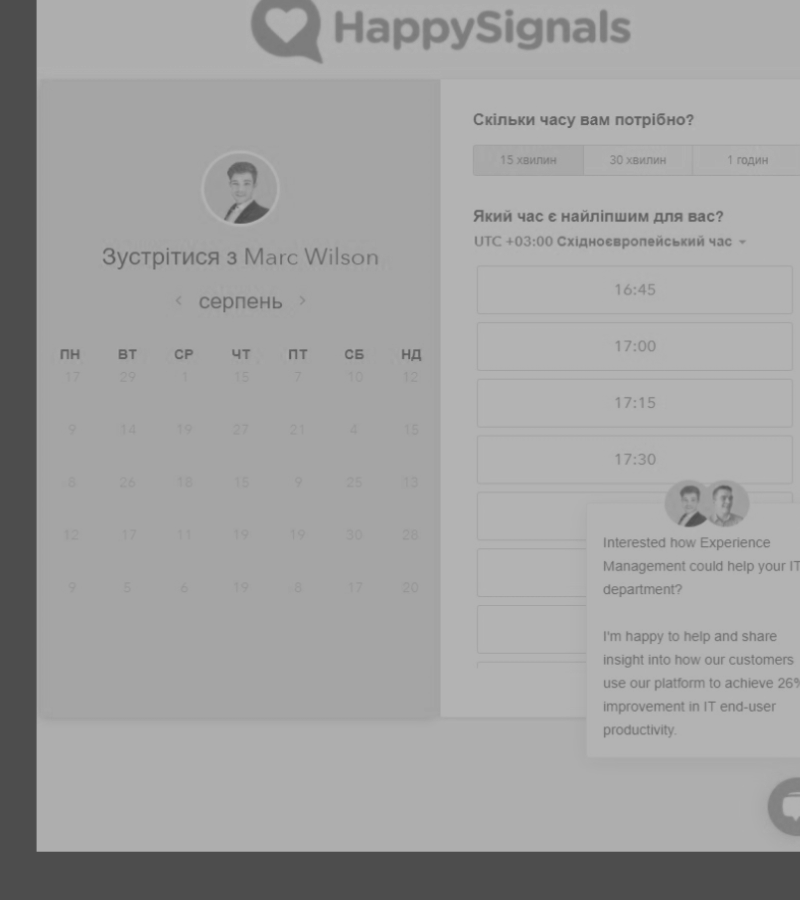 HappySignals
Зустрітися з Marc Wilson
серпень
ПН ВТ СР ЧТ ПТ СБ НД
17 29 1 15 7 10 12
9 14 19 27 21 4 15
8 26 18 15 9 25 13
12 17 11 19 19 30 28
9 5 6 19 8 17 20
Скільки часу вам потрібно?
15 хвилин 30 хвилин 1 годин
Який час є найліпшим для вас?
UTC +03:00 Східноєвропейський час
16:45
17:00
17:15
17:30
Interested how Experience
Management could help your IT
department?
I'm happy to help and share
insight into how our customers
use our platform to achieve 26%
improvement in IT end-user
productivity.